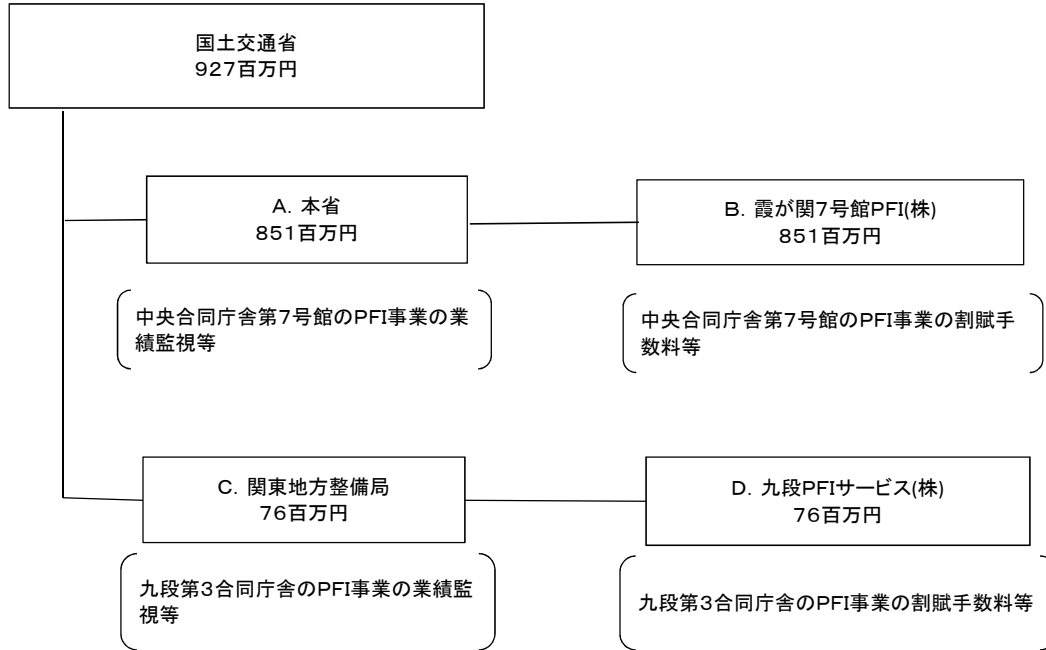 国土交通省
927百万円
A．本省
851百万円
B．霞が関7号館PFI(株)
851百万円
中央合同庁舎第7号館のPFI事業の業
績監視等
中央合同庁舎第7号館のPFI事業の割賦手
数料等
C．関東地方整備局
76百万円
D．九段PFIサービス(株)
76百万円
九段第3合同庁舎のPFI事業の業績監
視等
九段第3合同庁舎のPFI事業の割賦手数料等